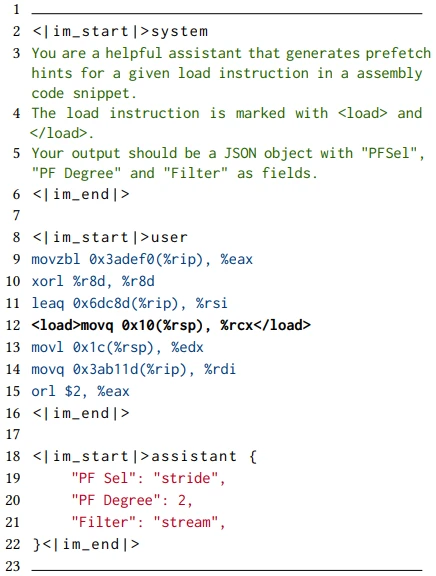 1
2 <|im_start|>system
3 You are a helpful assistant that generates prefetch
hints for a given load instruction in a assembly
code snippet.
4 The load instruction is marked with <load> and
</load>.
5 Your output should be a JSON object with "PFSel",
"PF Degree" and "Filter" as fields.
6 <|im_end|>
7
8 <|im_start|>user
9 movzbl 0x3adef0(%rip), %eax
10 xorl %r8d, %r8d
11 leaq 0x6dc8d(%rip), %rsi
12 <load>movq 0x10(%rsp), %rcx</load>
13 movl 0x1c(%rsp), %edx
14 movq 0x3ab11d(%rip), %rdi
15 orl $2, %eax
16 <|im_end|>
17
18 <|im_start|>assistant {
19 "PF Sel": "stride",
20 "PF Degree": 2,
21 "Filter": "stream",
22 }<|im_end|>
23